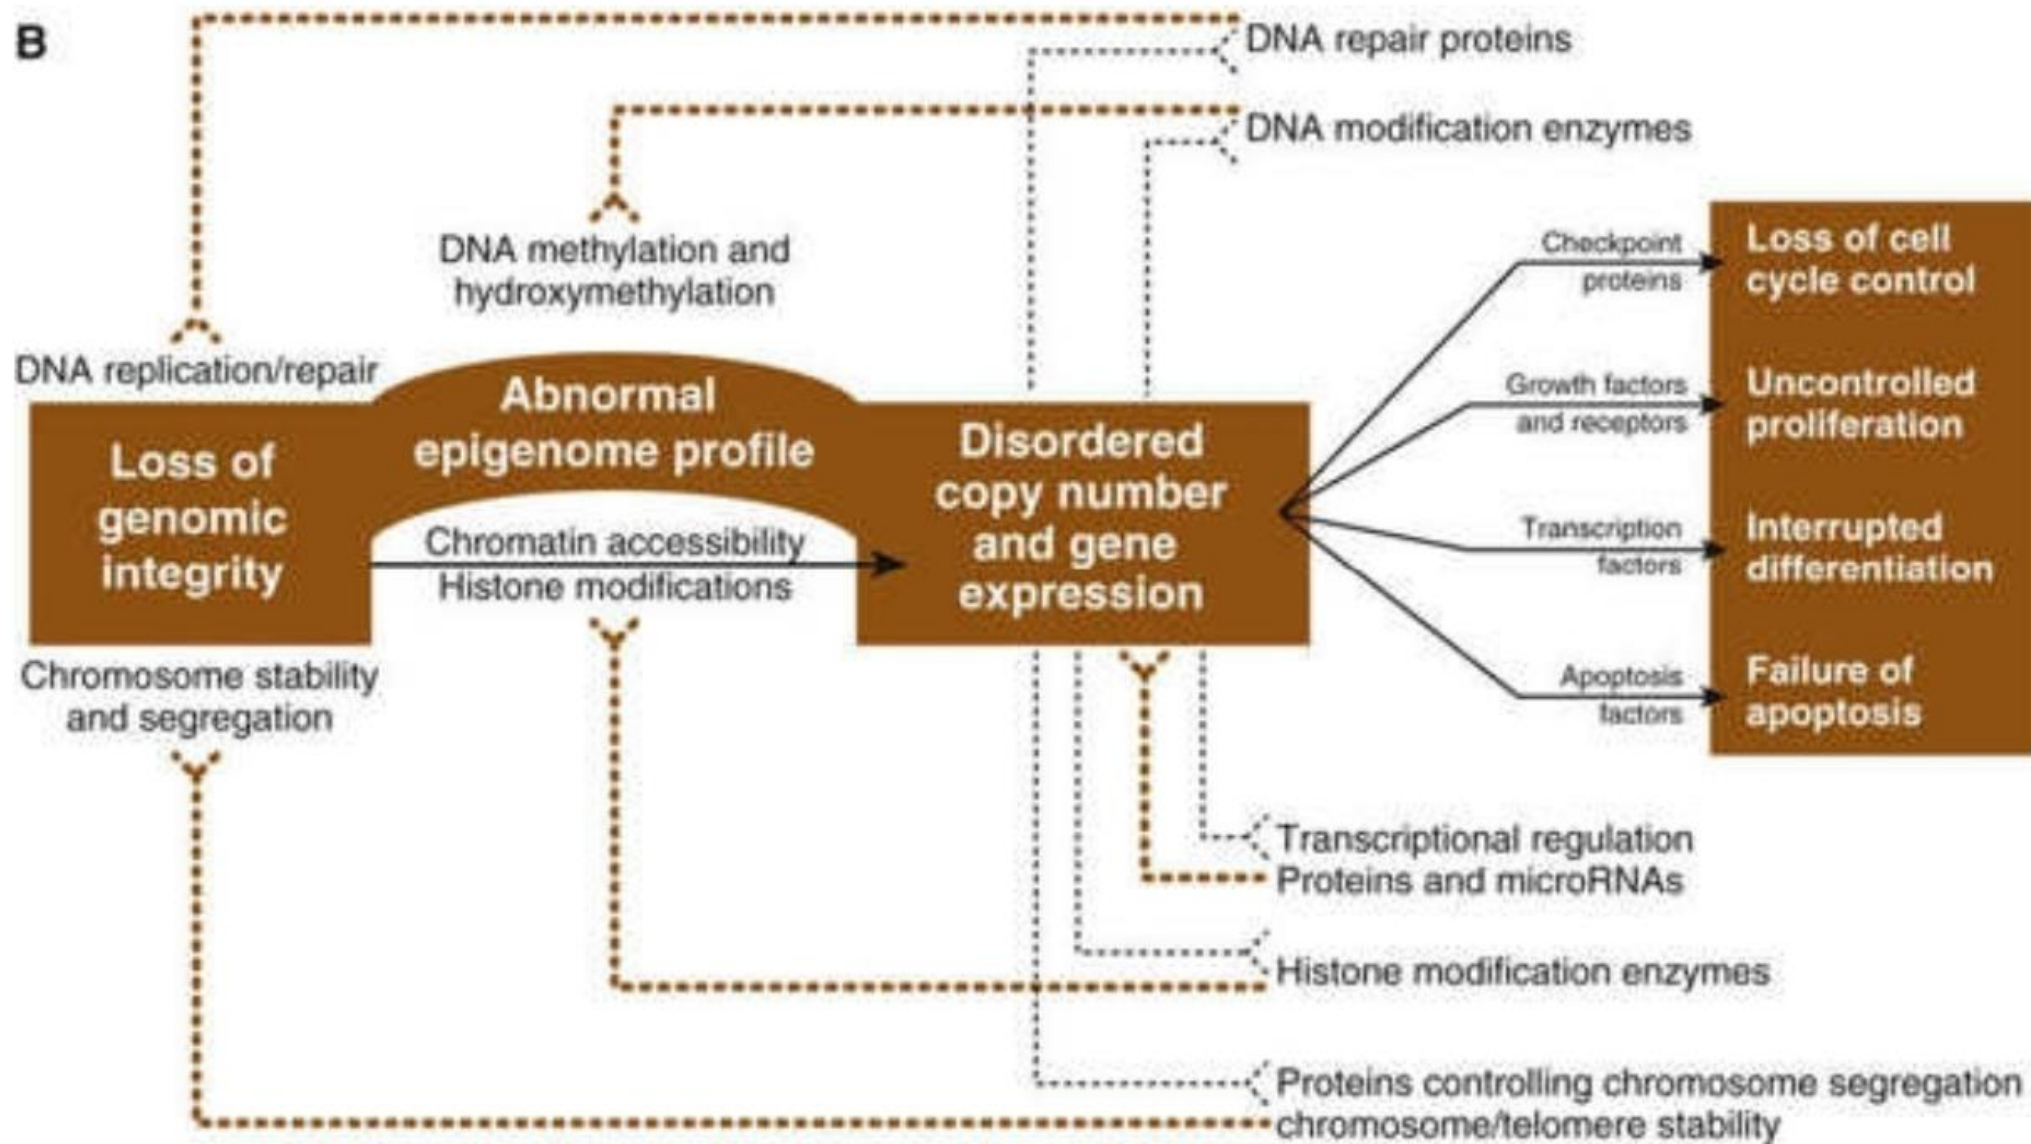 B
DNA repair proteins
DNA modification enzymes
DNA methylation and
hydroxymethylation
DNA replication/repair
Loss of
genomic
integrity
Chromosome stability
and segregation
Abnormal
epigenome profile
Chromatin accessibility
Histone modifications
Disordered
copy number
and gene
expression
Checkpoint
proteins
Growth factors
and receptors
Transcription
factors
Apoptosis
factors
Loss of cell
cycle control
Uncontrolled
proliferation
Interrupted
differentiation
Failure of
apoptosis
Transcriptional regulation
Proteins and microRNAs
Histone modification enzymes
Proteins controlling chromosome segregation
chromosome/telomere stability